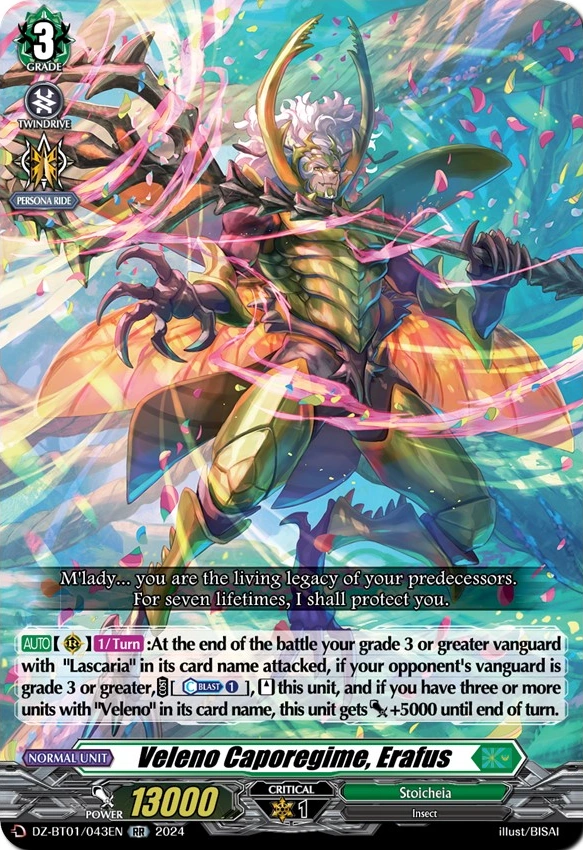 3
GRADE
TWINDRIVE
PERSONA RIDE
M'lady... you are the living legacy of your predecessors.
For seven lifetimes, I shall protect you.
AUTO【RC】1/Turn :At the end of the battle your grade 3 or greater vanguard
with "Lascaria" in its card name attacked, if your opponent's vanguard is
grade 3 or greater, [C BLAST 1], this unit, and if you have three or more
units with "Veleno" in its card name, this unit gets +5000 until end of turn.
NORMAL UNIT
Veleno Caporegime, Erafus
POWER 13000
CRITICAL
1
Stoicheia
Insect
D DZ-BT01/043EN RR 2024
illust/BISAI